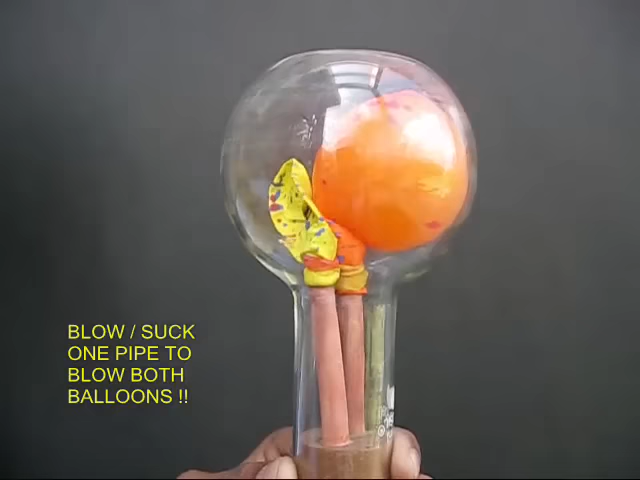 BLOW / SUCK
ONE PIPE TO
BLOW BOTH
BALLOONS !!